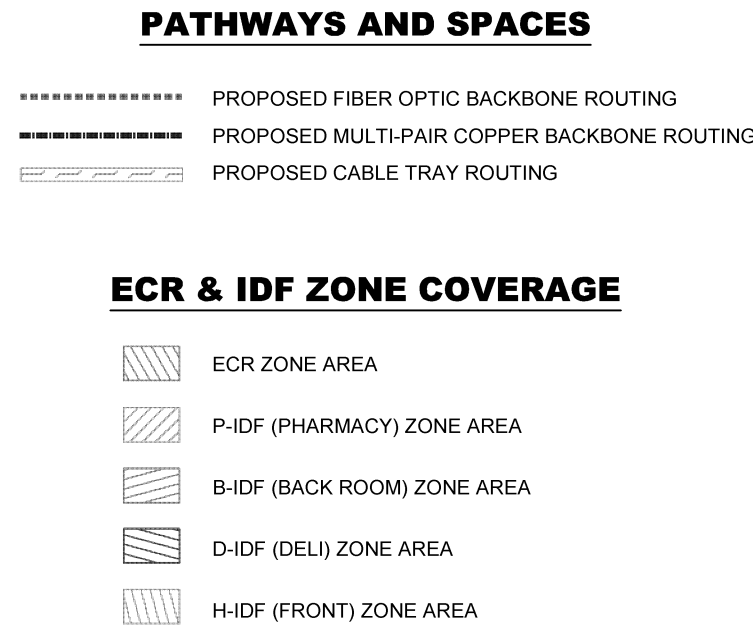 PATHWAYS AND SPACES
PROPOSED FIBER OPTIC BACKBONE ROUTING
PROPOSED MULTI-PAIR COPPER BACKBONE ROUTING
PROPOSED CABLE TRAY ROUTING
ECR & IDF ZONE COVERAGE
ECR ZONE AREA
P-IDF (PHARMACY) ZONE AREA
B-IDF (BACK ROOM) ZONE AREA
D-IDF (DELI) ZONE AREA
H-IDF (FRONT) ZONE AREA